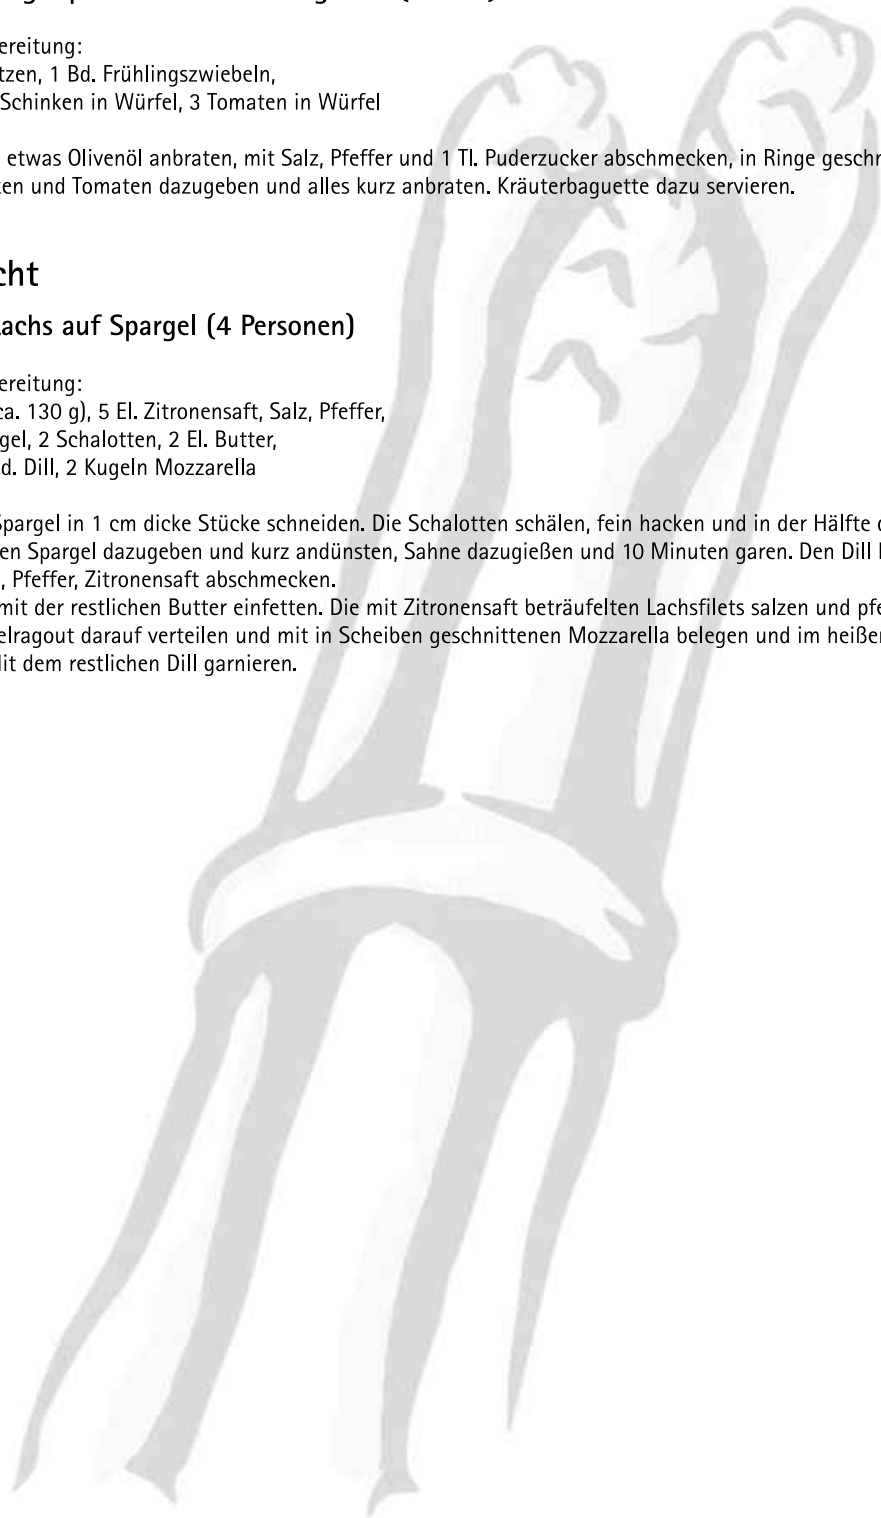 ereitung:
tzen, 1 Bd. Frühlingszwiebeln,
Schinken in Würfel, 3 Tomaten in Würfel
etwas Olivenöl anbraten, mit Salz, Pfeffer und 1 Tl. Puderzucker abschmecken, in Ringe geschn
ken und Tomaten dazugeben und alles kurz anbraten. Kräuterbaguette dazu servieren.
cht
Lachs auf Spargel (4 Personen)
ereitung:
ca. 130 g), 5 El. Zitronensaft, Salz, Pfeffer,
gel, 2 Schalotten, 2 El. Butter,
d. Dill, 2 Kugeln Mozzarella
Spargel in 1 cm dicke Stücke schneiden. Die Schalotten schälen, fein hacken und in der Hälfte d
en Spargel dazugeben und kurz andünsten, Sahne dazugießen und 10 Minuten garen. Den Dill
, Pfeffer, Zitronensaft abschmecken.
mit der restlichen Butter einfetten. Die mit Zitronensaft beträufelten Lachsfilets salzen und pfe
elragout darauf verteilen und mit in Scheiben geschnittenen Mozzarella belegen und im heißen
it dem restlichen Dill garnieren.